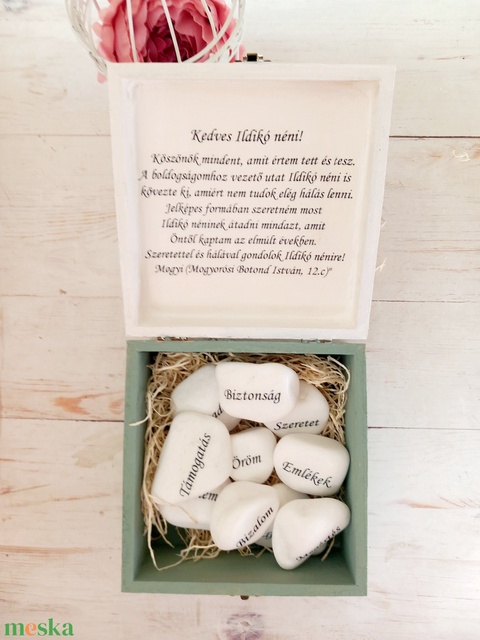 Kedves Ildikó néni!
Köszönök mindent, amit értem tett és tesz.
A boldogságomhoz vezető utat Ildikó néni is
kövezte ki, amiért nem tudok elég hálás lenni.
Jelképes formában szeretném most
Ildikó néninek átadni mindazt, amit
Öntől kaptam az elmúlt években.
Szeretettel és hálával gondolok Ildikó nénire!
Mogyi (Mogyorósi Botond István, 12.c)"
Biztonság
Szeretet
Támogatás
Öröm
Emlékek
Bizalom
meska